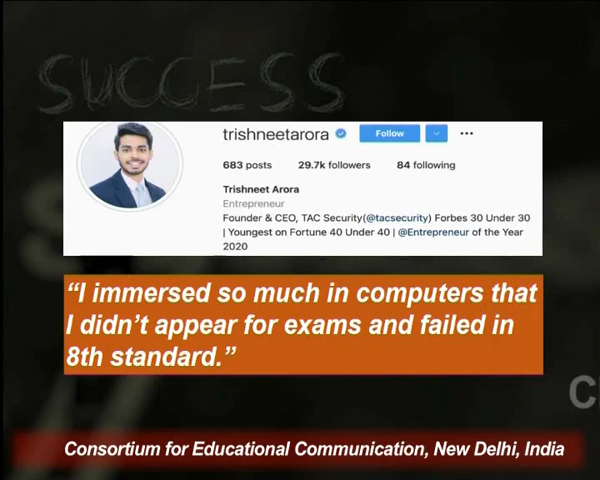 SUCCESS
trishneetarora Follow
683 posts 29.7k followers 84 following
Trishneet Arora
Entrepreneur
Founder & CEO, TAC Security(@tacsecurity) Forbes 30 Under 30
| Youngest on Fortune 40 Under 40 | @Entrepreneur of the Year
2020
“I immersed so much in computers that
I didn’t appear for exams and failed in
8th standard.”
Consortium for Educational Communication, New Delhi, India